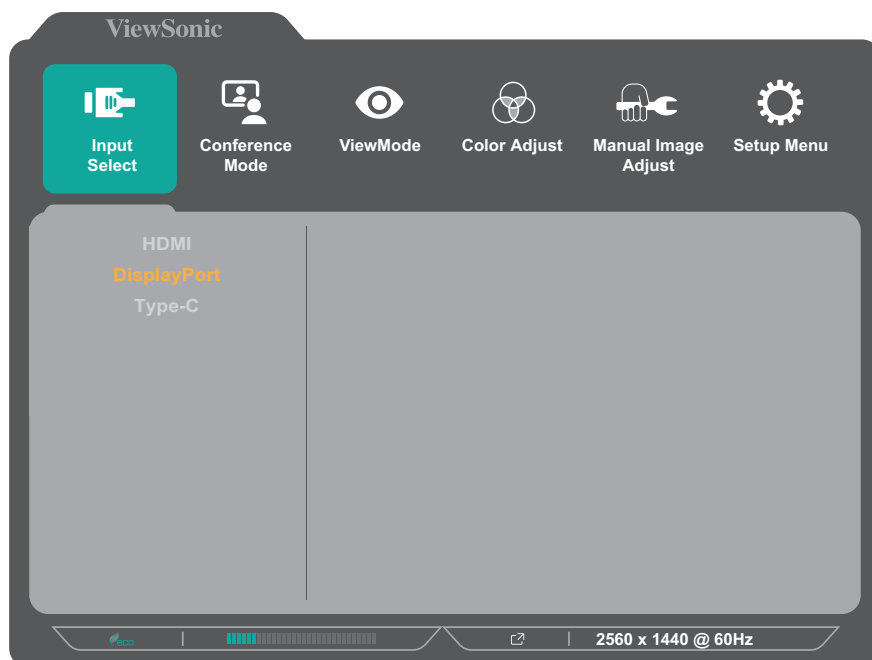 ViewSonic
Input
Select
Conference
Mode
ViewMode
Color Adjust
Manual Image
Adjust
Setup Menu
HDMI
DisplayPort
Type-C
eco
2560 x 1440 @ 60Hz